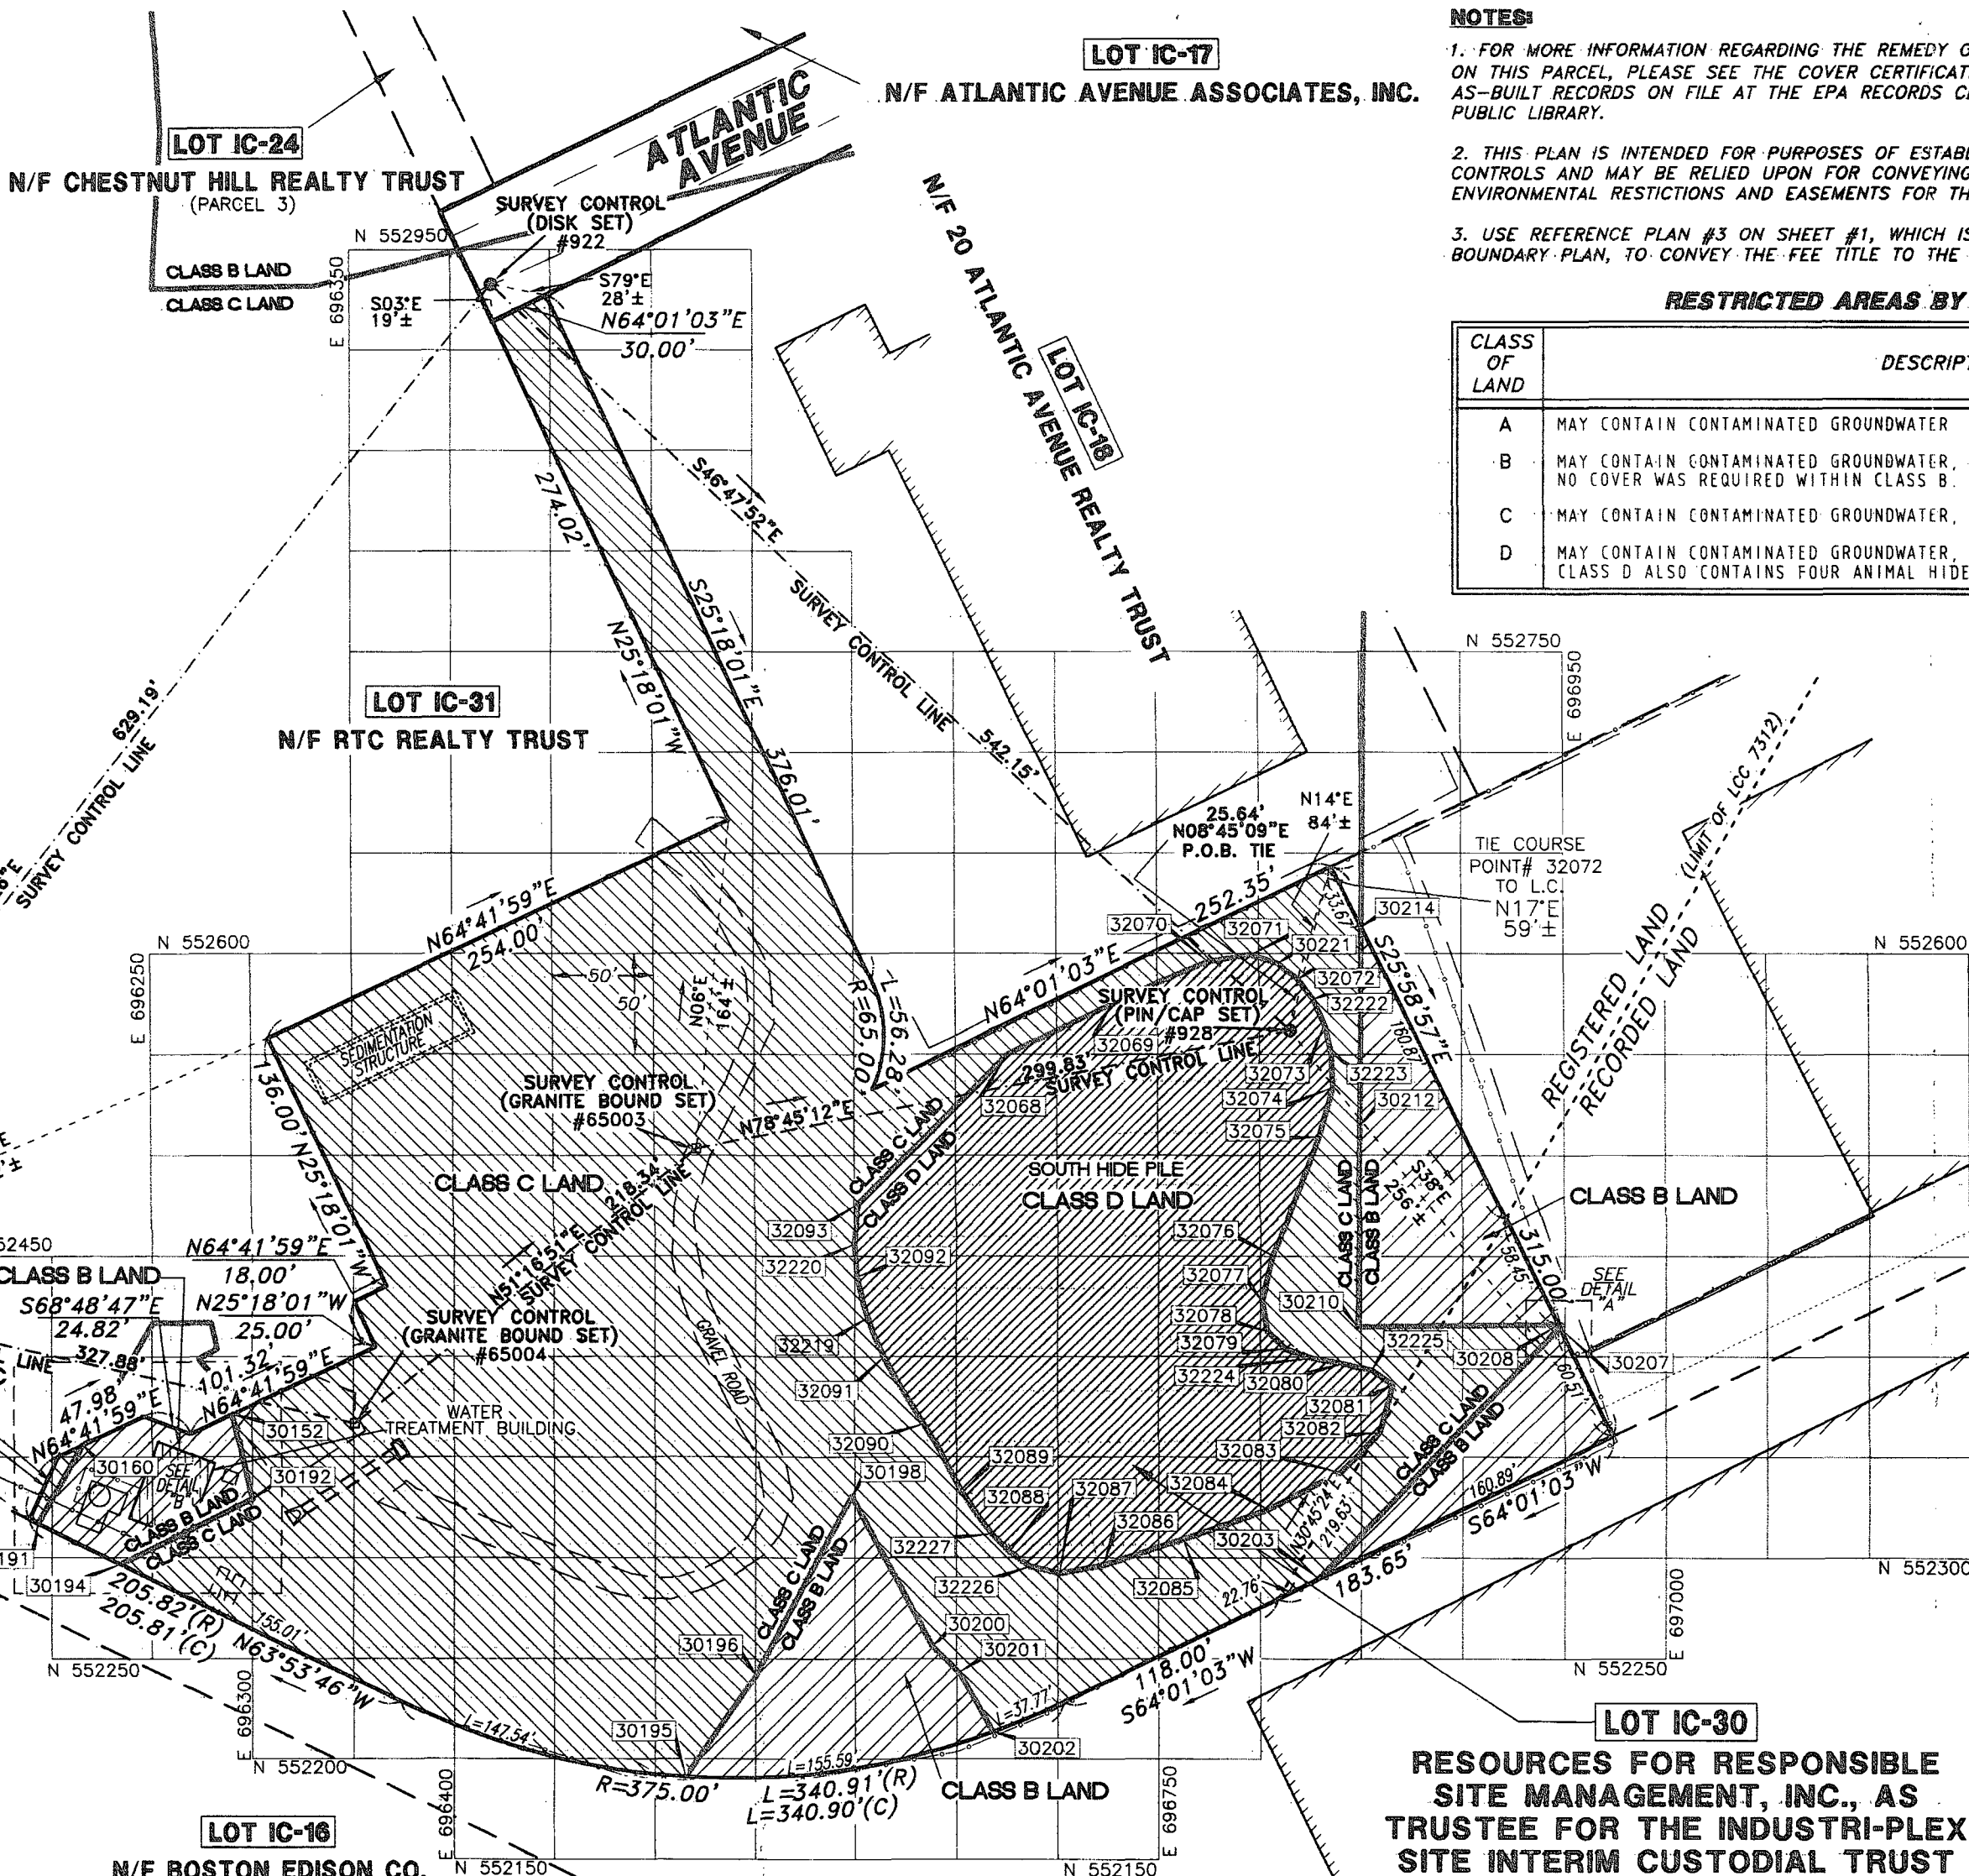 NOTES:
1. FOR MORE INFORMATION REGARDING THE REMEDY
ON THIS PARCEL, PLEASE SEE THE COVER
AS-BUILT RECORDS ON FILE AT THE EPA RECORDS
PUBLIC LIBRARY.
2. THIS PLAN IS INTENDED FOR PURPOSES OF
CONTROLS AND MAY BE RELIED UPON FOR CONVEYING
ENVIRONMENTAL RESTICTIONS AND EASEMENTS FOR
3. USE REFERENCE PLAN #3 ON SHEET #1, WHICH
BOUNDARY PLAN, TO CONVEY THE FEE TITLE TO THE
RESTRICTED AREAS BY
CLASS
OF
LAND
DESCRIPT
A MAY CONTAIN CONTAMINATED GROUNDWATER
B MAY CONTAIN CONTAMINATED GROUNDWATER,
NO COVER WAS REQUIRED WITHIN CLASS B.
C MAY CONTAIN CONTAMINATED GROUNDWATER,
D MAY CONTAIN CONTAMINATED GROUNDWATER,
CLASS D ALSO CONTAINS FOUR ANIMAL HIDE
LOT IC-17
N/F ATLANTIC AVENUE ASSOCIATES, INC.
ATLANTIC
AVENUE
LOT IC-24
N/F CHESTNUT HILL REALTY TRUST
(PARCEL 3)
SURVEY CONTROL
(DISK SET)
#922
N 552950
E 696350
CLASS B LAND
CLASS C LAND
S03°E
19'±
S79°E
28'±
N64°01'03"E
30.00'
N/F 20 ATLANTIC AVENUE REALTY TRUST
LOT IC-18
274.02'
N25°18'01"W
S25°18'01"E
376.01'
S46°47'52"E
SURVEY CONTROL LINE
542.15'
629.19'
SURVEY CONTROL LINE
LOT IC-31
N/F RTC REALTY TRUST
N 552750
E 696950
25.64'
N08°45'09"E
P.O.B. TIE
N14°E
84'±
TIE COURSE
POINT# 32072
TO L.C.
N17°E
59'±
(LIMIT OF LCC 7312)
REGISTERED LAND
RECORDED LAND
N 552600
E 696250
N64°41'59"E
254.00'
50'
50'
N06°E
164'±
SEDIMENTATION
STRUCTURE
L=56.28'
R=65.00'
252.35'
N64°01'03"E
32070
32071
30221
32072
32222
30214
33.67
S25°58'57"E
160.87
N 552600
SURVEY CONTROL
(PIN/CAP SET)
#928
32069
299.83'
SURVEY CONTROL LINE
32068
32073
32074
32075
32223
30212
SURVEY CONTROL
(GRANITE BOUND SET)
#65003
N78°45'12"E
136.00' N25°18'01"W
CLASS C LAND
218.34'
N51°16'51"E
SURVEY CONTROL LINE
CLASS C LAND
CLASS D LAND
SOUTH HIDE PILE
CLASS D LAND
CLASS C LAND
CLASS B LAND
S38°E
256'±
CLASS B LAND
32093
32220
32092
32219
32091
32090
32076
32077
32078
32079
32224
32080
30210
32225
32081
32082
32083
32084
58.45
315.00'
SEE
DETAIL
"A"
30208
30207
60.51'
N64°41'59"E
18.00'
N25°18'01"W
25.00'
CLASS B LAND
S68°48'47"E
24.82'
LINE 327.88'
101.32'
N64°41'59"E
47.98'
N64°41'59"E
SURVEY CONTROL
(GRANITE BOUND SET)
#65004
GRAVEL ROAD
WATER
TREATMENT BUILDING
30152
30160
30192
SEE
DETAIL
"B"
CLASS B LAND
CLASS C LAND
30194
30198
32089
32088
32087
32086
32227
32226
30203
32085
CLASS C LAND
CLASS B LAND
N30°45'24"E
219.63'
22.76'
160.89'
S64°01'03"W
183.65'
CLASS C LAND
CLASS B LAND
205.82'(R)
205.81'(C)
155.01'
N63°53'46"W
30196
30200
30201
118.00'
S64°01'03"W
N 552300
E 697000
N 552250
N 552250
E 696300
N 552200
L=147.54'
30195
L=37.77'
30202
L=155.59'
R=375.00'
L=340.91'(R)
L=340.90'(C)
CLASS B LAND
E 696400
N 552150
E 696750
N 552150
LOT IC-30
RESOURCES FOR RESPONSIBLE
SITE MANAGEMENT, INC., AS
TRUSTEE FOR THE INDUSTRI-PLEX
SITE INTERIM CUSTODIAL TRUST
LOT IC-16
N/F BOSTON EDISON CO.